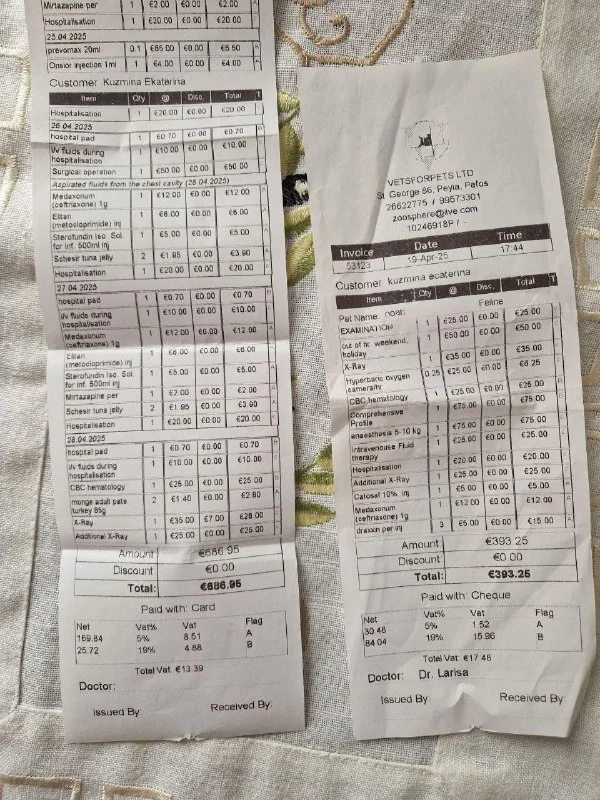 Mirtazapine per 1 €2.00 €0.00 €2.00
Hospitalisation 1 €20.00 €0.00 €20.00 A
25.04.2025
prevomax 20ml 0.1 €65.00 €0.00 €6.50 A
Onsior injection 1ml 1 €4.00 €0.00 €4.00 A
Customer Kuzmina Ekaterina
Item Qty @ Disc. Total T
Hospitalisation 1 €20.00 €0.00 €20.00
26.04.2025
hospital pad 1 €0.70 €0.00 €0.70 B
I/v fluids during
hospitalisation 1 €10.00 €0.00 €10.00
Surgical operation 1 €50.00 €0.00 €50.00
Aspirated fluids from the chest cavity (28.04.2025)
Medaxonum
(ceftriaxone) 1g 1 €12.00 €0.00 €12.00 A
Elitan
(metoclopramide) inj 1 €6.00 €0.00 €6.00 A
Sterofundin Iso. Sol.
for inf. 500ml inj 1 €5.00 €0.00 €5.00 A
Schesir tuna jelly 2 €1.95 €0.00 €3.90 B
Hospitalisation 1 €20.00 €0.00 €20.00
27.04.2025
hospital pad 1 €0.70 €0.00 €0.70 B
I/v fluids during
hospitalisation 1 €10.00 €0.00 €10.00
Medaxonum
(ceftriaxone) 1g 1 €12.00 €0.00 €12.00 A
Elitan
(metoclopramide) inj 1 €6.00 €0.00 €6.00
Sterofundin Iso. Sol.
for inf. 500ml inj 1 €5.00 €0.00 €5.00
Mirtazapine per 1 €2.00 €0.00 €2.00
Schesir tuna jelly 2 €1.95 €0.00 €3.90
Hospitalisation 1 €20.00 €0.00 €20.00
28.04.2025
hospital pad 1 €0.70 €0.00 €0.70 B
I/v fluids during
hospitalisation 1 €10.00 €0.00 €10.00
CBC hematology 1 €25.00 €0.00 €25.00
monge adult pate
turkey 85g 2 €1.40 €0.00 €2.80
X-Ray 1 €35.00 €7.00 €28.00
Additional X-Ray 1 €25.00 €0.00 €25.00
Amount €686.95
Discount €0.00
Total: €686.95
Paid with: Card
Net Vat% Vat Flag
169.84 5% 8.51 A
25.72 19% 4.88 B
Total Vat: €13.39
Doctor:
Issued By: Received By:
VETSFORPETS LTD
St. George 86, Peyia, Pafos
26622775 / 99573301
zoosphere@live.com
10246918P / -
Invoice Date Time
53123 19-Apr-25 17:44
Customer kuzmina ecaterina
Item Qty @ Disc. Total T
Pet Name: noah Feline
EXAMINATION 1 €25.00 €0.00 €25.00
out of hr. weekend,
holiday 1 €50.00 €0.00 €50.00
X-Ray 1 €35.00 €0.00 €35.00
Hyperbaric oxygen
camerafry 0.25 €25.00 €0.00 €6.25
CBC hematology 1 €25.00 €0.00 €25.00
Comprehensive
Profile 1 €75.00 €0.00 €75.00
anaesthesia 5-10 kg 1 €75.00 €0.00 €75.00
Intravenouse Fluid
therapy 1 €25.00 €0.00 €25.00
Hospitalisation 1 €20.00 €0.00 €20.00
Additional X-Ray 1 €25.00 €0.00 €25.00
Catosal 10% inj 1 €5.00 €0.00 €5.00
Medaxonum
(ceftriaxone) 1g 1 €12.00 €0.00 €12.00
draxxin per inj 3 €5.00 €0.00 €15.00
Amount €393.25
Discount €0.00
Total: €393.25
Paid with: Cheque
Net Vat% Vat Flag
30.48 5% 1.52 A
84.04 19% 15.96 B
Total Vat: €17.48
Doctor: Dr. Larisa
Issued By: Received By: